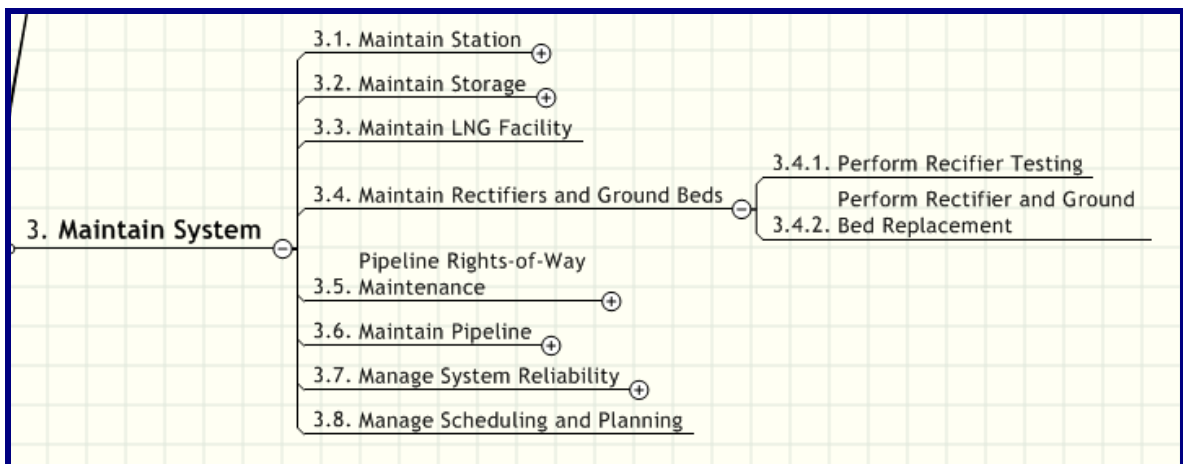 3.1. Maintain Station
3.2. Maintain Storage
3.3. Maintain LNG Facility
3.4. Maintain Rectifiers and Ground Beds
3.4.1. Perform Recifier Testing
Perform Rectifier and Ground
3.4.2. Bed Replacement
3. Maintain System
Pipeline Rights-of-Way
3.5. Maintenance
3.6. Maintain Pipeline
3.7. Manage System Reliability
3.8. Manage Scheduling and Planning